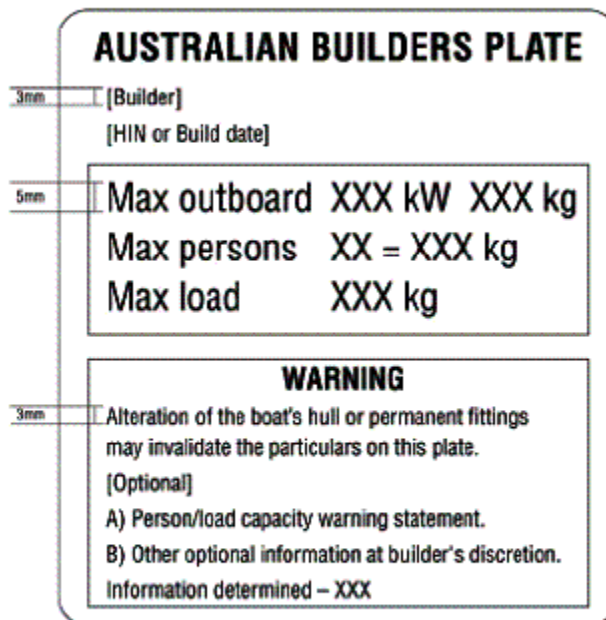 AUSTRALIAN BUILDERS PLATE
3mm [Builder]
[HIN or Build date]
5mm Max outboard XXX kW XXX kg
Max persons XX = XXX kg
Max load XXX kg
WARNING
3mm Alteration of the boat's hull or permanent fittings
may invalidate the particulars on this plate.
[Optional]
A) Person/load capacity warning statement.
B) Other optional information at builder's discretion.
Information determined – XXX